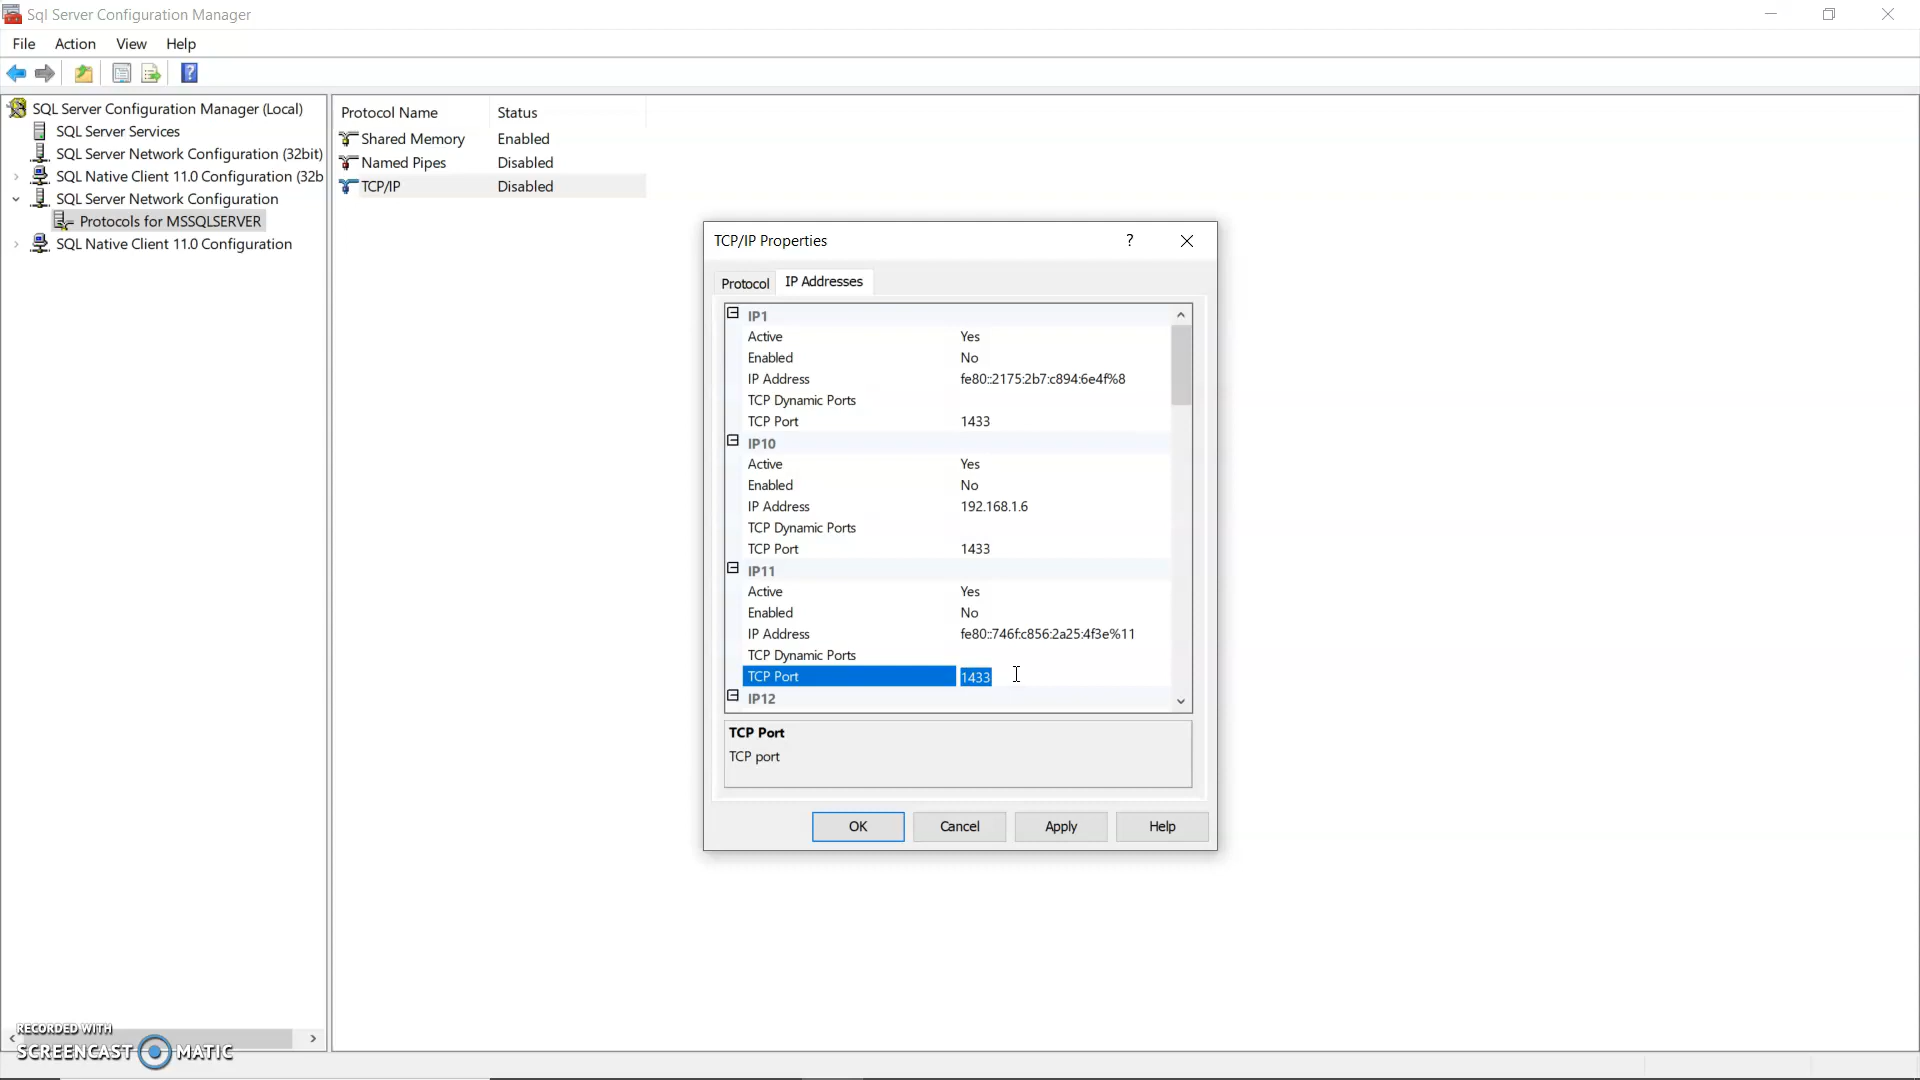 Sql Server Configuration Manager
File Action View Help
SQL Server Configuration Manager (Local)
SQL Server Services
SQL Server Network Configuration (32bit)
SQL Native Client 11.0 Configuration (32b
SQL Server Network Configuration
Protocols for MSSQLSERVER
SQL Native Client 11.0 Configuration
Protocol Name Status
Shared Memory Enabled
Named Pipes Disabled
TCP/IP Disabled
TCP/IP Properties
Protocol IP Addresses
IP1
Active Yes
Enabled No
IP Address fe80::2175:2b7:c894:6e4f%8
TCP Dynamic Ports
TCP Port 1433
IP10
Active Yes
Enabled No
IP Address 192.168.1.6
TCP Dynamic Ports
TCP Port 1433
IP11
Active Yes
Enabled No
IP Address fe80::746f:c856:2a25:4f3e%11
TCP Dynamic Ports
TCP Port 1433
IP12
TCP Port
TCP port
OK Cancel Apply Help
RECORDED WITH
SCREENCAST MATIC